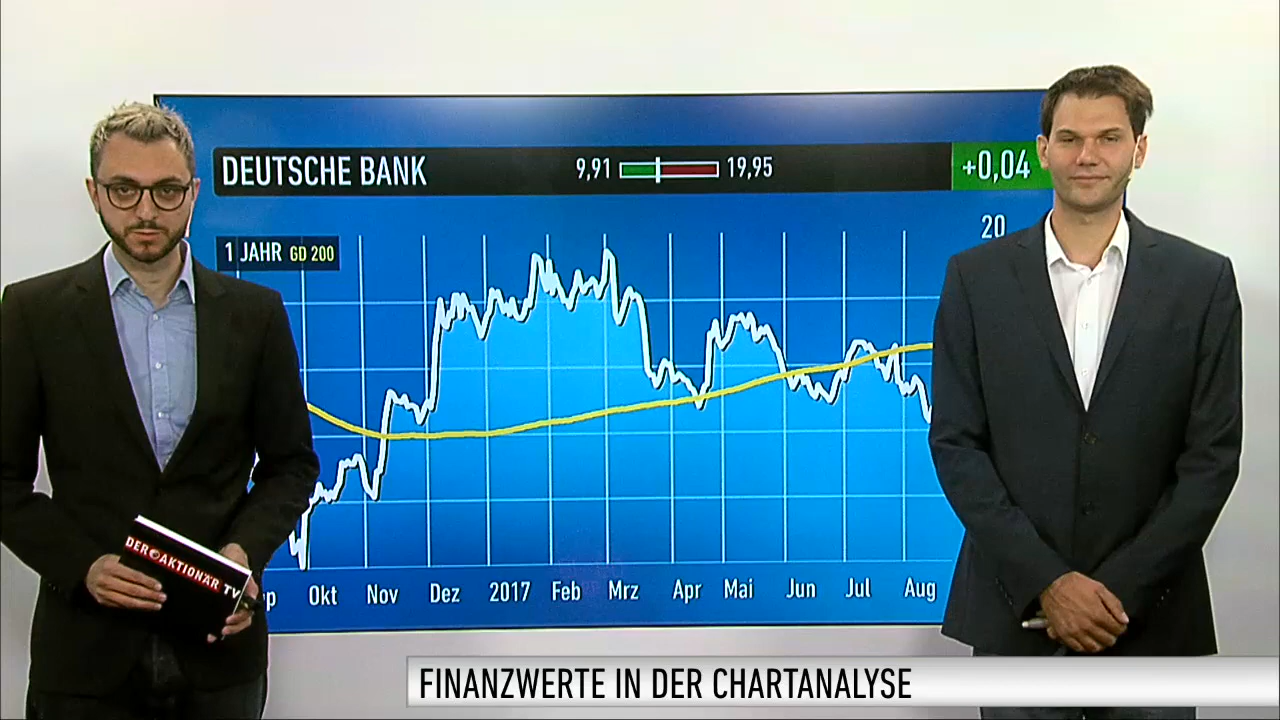 DEUTSCHE BANK
9,91
19,95
+0,04
20
1 JAHR GD 200
Okt Nov Dez 2017 Feb Mrz Apr Mai Jun Jul Aug
DER AKTIONÄR TV
FINANZWERTE IN DER CHARTANALYSE